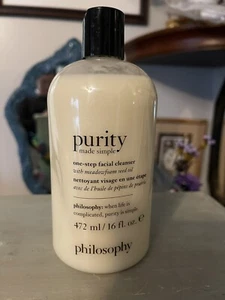 purity
made simple
one-step facial cleanser
with meadowfoam seed oil
nettoyant visage en une étape
avec de l'huile de pépins de prairie
philosophy: when life is
complicated, purity is simple.
472 ml / 16 fl. oz. e
philosophy